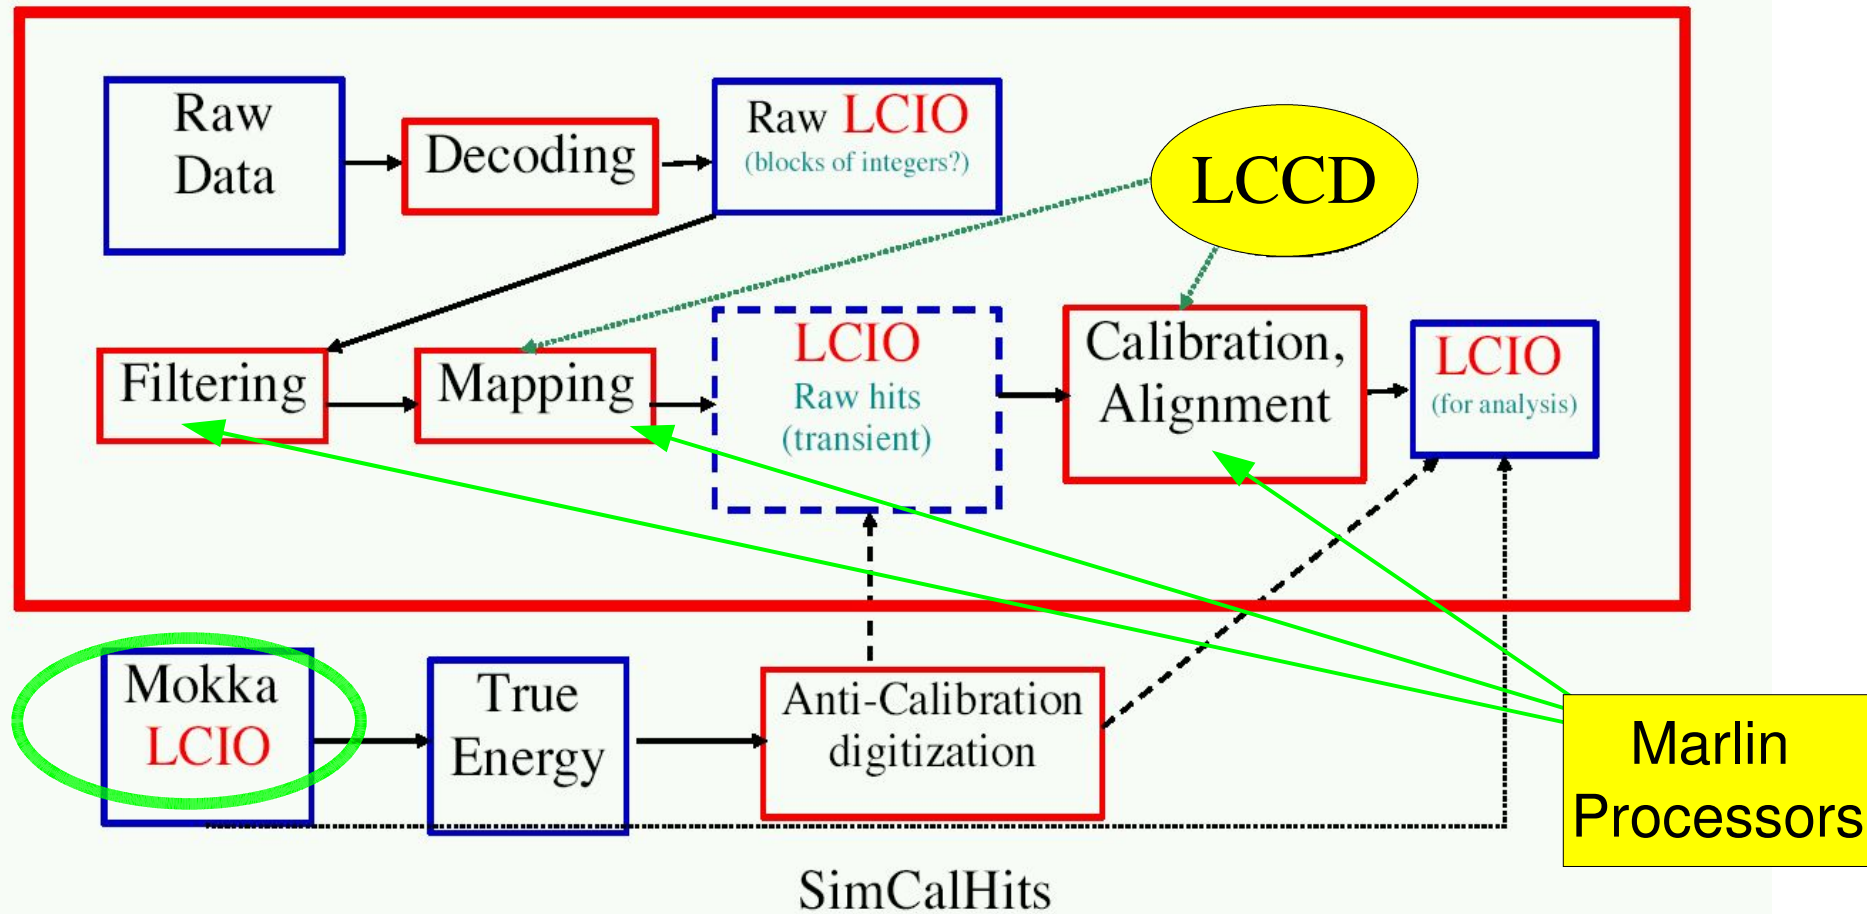 Raw
Data
Decoding
Raw LCIO
(blocks of integers?)
LCCD
Filtering
Mapping
LCIO
Raw hits
(transient)
Calibration,
Alignment
LCIO
(for analysis)
Mokka
LCIO
True
Energy
Anti-Calibration
digitization
Marlin
Processors
SimCalHits